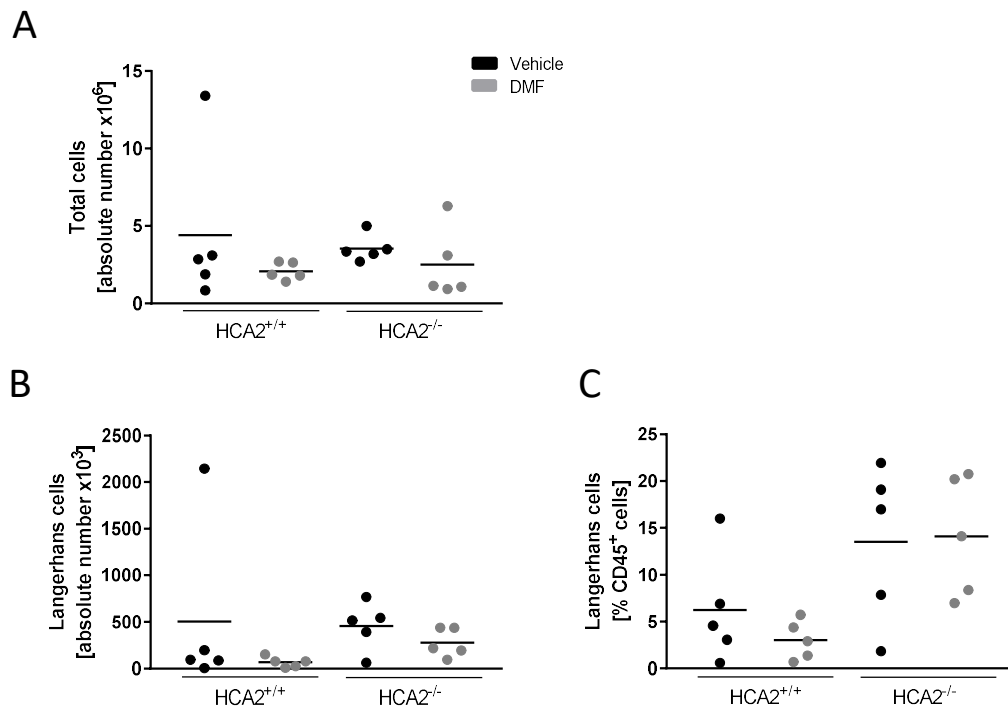 A
Vehicle
DMF
Total cells
[absolute number x10⁶]
15
10
5
0
HCA2⁺/⁺
HCA2⁻/⁻
B
Langerhans cells
[absolute number x10³]
2500
2000
1500
1000
500
0
HCA2⁺/⁺
HCA2⁻/⁻
C
Langerhans cells
[% CD45⁺ cells]
25
20
15
10
5
0
HCA2⁺/⁺
HCA2⁻/⁻